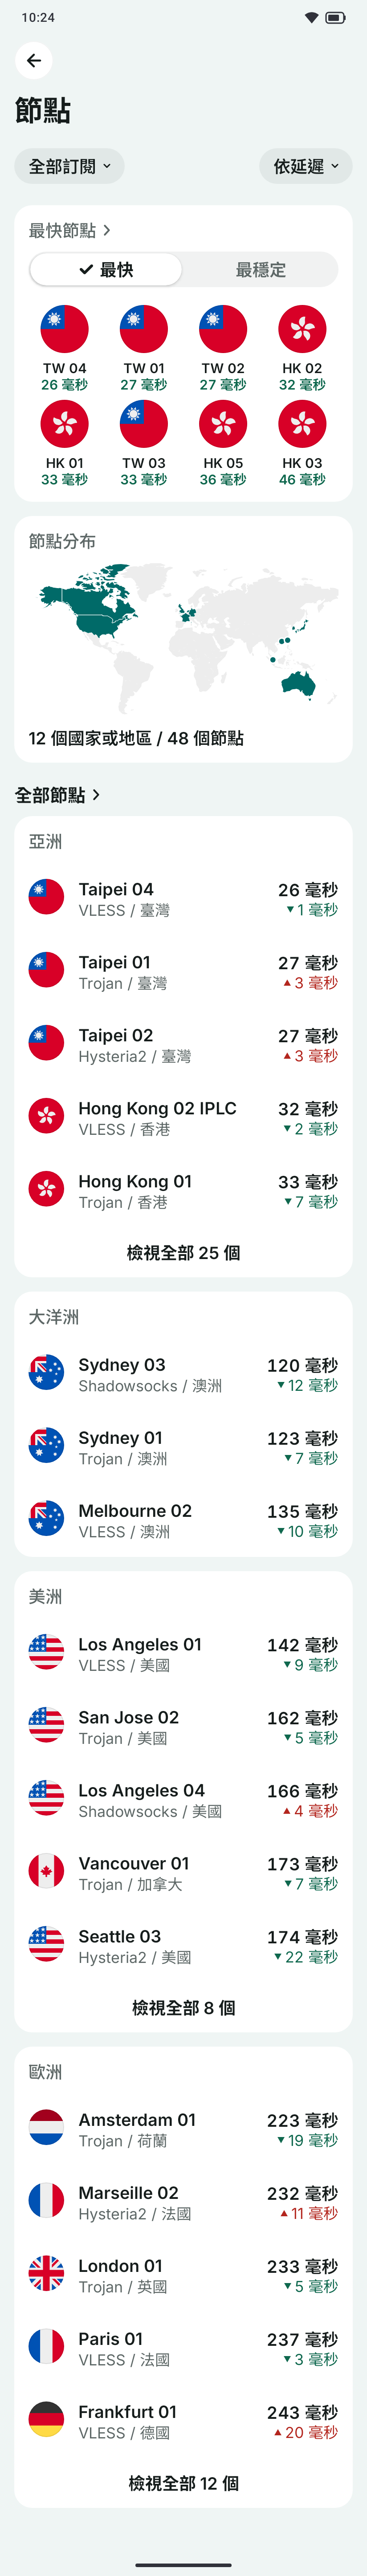 10:24
節點
全部訂閱
依延遲
最快節點
最快
最穩定
TW 04
TW 01
TW 02
HK 02
26 毫秒
27 毫秒
27 毫秒
32 毫秒
HK 01
TW 03
HK 05
HK 03
33 毫秒
33 毫秒
36 毫秒
46 毫秒
節點分布
12 個國家或地區 / 48 個節點
全部節點
亞洲
Taipei 04
26 毫秒
VLESS / 臺灣
▼1 毫秒
Taipei 01
27 毫秒
Trojan / 臺灣
▲3 毫秒
Taipei 02
27 毫秒
Hysteria2 / 臺灣
▲3 毫秒
Hong Kong 02 IPLC
32 毫秒
VLESS / 香港
▼2 毫秒
Hong Kong 01
33 毫秒
Trojan / 香港
▼7 毫秒
檢視全部 25 個
大洋洲
Sydney 03
120 毫秒
Shadowsocks / 澳洲
▼12 毫秒
Sydney 01
123 毫秒
Trojan / 澳洲
▼7 毫秒
Melbourne 02
135 毫秒
VLESS / 澳洲
▼10 毫秒
美洲
Los Angeles 01
142 毫秒
VLESS / 美國
▼9 毫秒
San Jose 02
162 毫秒
Trojan / 美國
▼5 毫秒
Los Angeles 04
166 毫秒
Shadowsocks / 美國
▲4 毫秒
Vancouver 01
173 毫秒
Trojan / 加拿大
▼7 毫秒
Seattle 03
174 毫秒
Hysteria2 / 美國
▼22 毫秒
檢視全部 8 個
歐洲
Amsterdam 01
223 毫秒
Trojan / 荷蘭
▼19 毫秒
Marseille 02
232 毫秒
Hysteria2 / 法國
▲11 毫秒
London 01
233 毫秒
Trojan / 英國
▼5 毫秒
Paris 01
237 毫秒
VLESS / 法國
▼3 毫秒
Frankfurt 01
243 毫秒
VLESS / 德國
▲20 毫秒
檢視全部 12 個